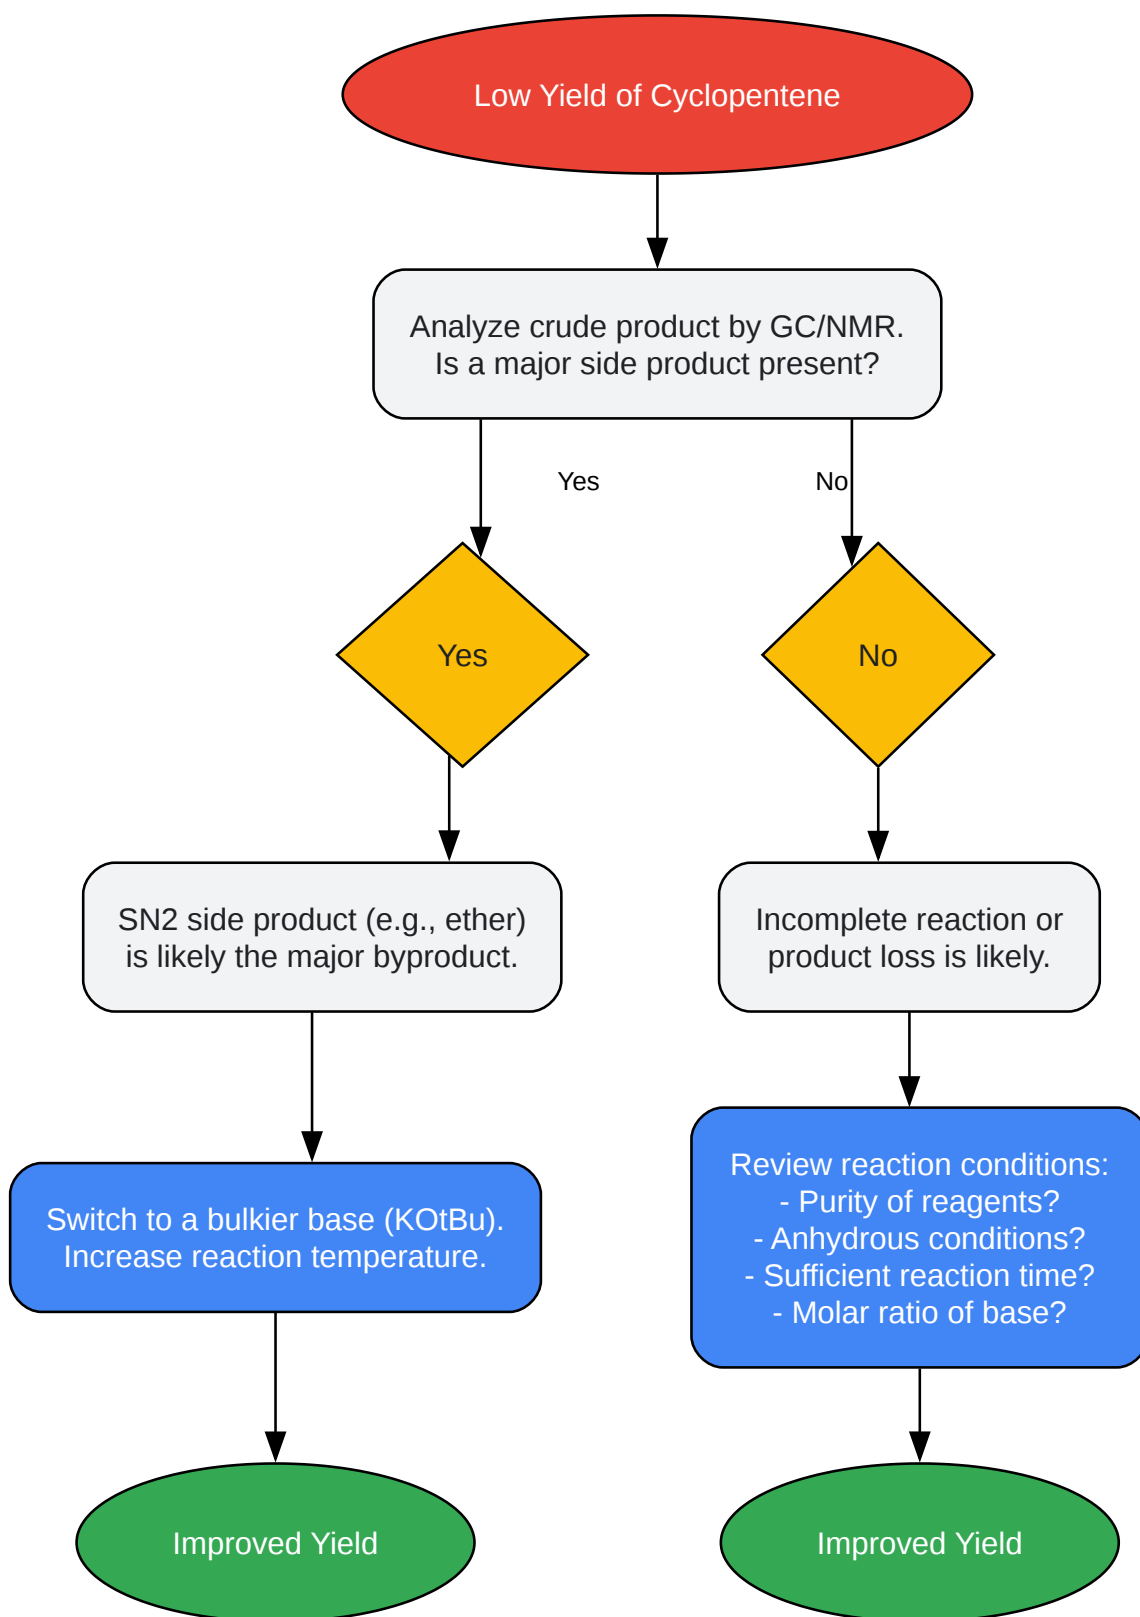 Low Yield of Cyclopentene
Analyze crude product by GC/NMR.
Is a major side product present?
Yes
No
Yes
No
SN2 side product (e.g., ether)
is likely the major byproduct.
Incomplete reaction or
product loss is likely.
Switch to a bulkier base (KOtBu).
Increase reaction temperature.
Review reaction conditions:
- Purity of reagents?
- Anhydrous conditions?
- Sufficient reaction time?
- Molar ratio of base?
Improved Yield
Improved Yield